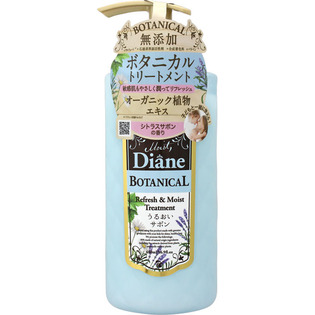 BOTANICAL
無添加
ボタニカル
トリートメント
敏感肌もやさしく潤ってリフレッシュ
オーガニック植物
エキス
シトラスサボン
の香り
Moist
Diane
BOTANICAL
Refresh & Moist
Treatment
うるおい
サボン